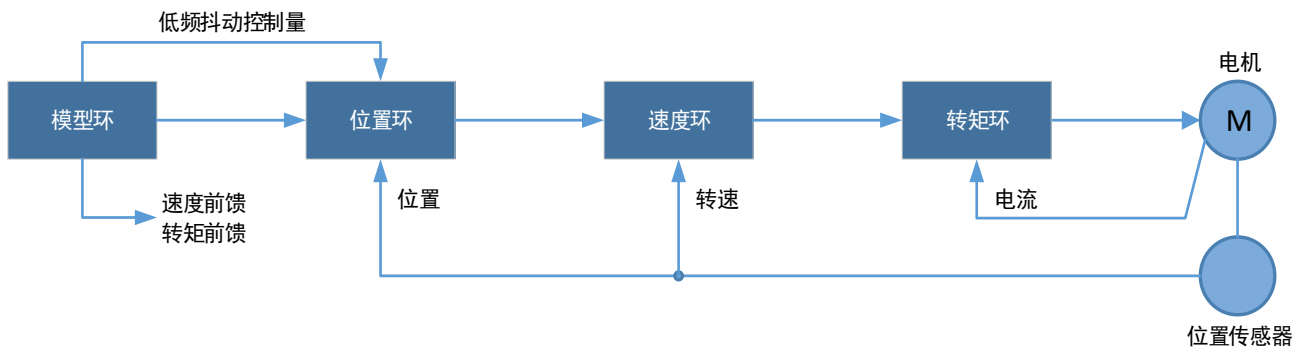 低频抖动控制量
电机
模型环
位置环
速度环
转矩环
M
位置
转速
电流
速度前馈
转矩前馈
位置传感器